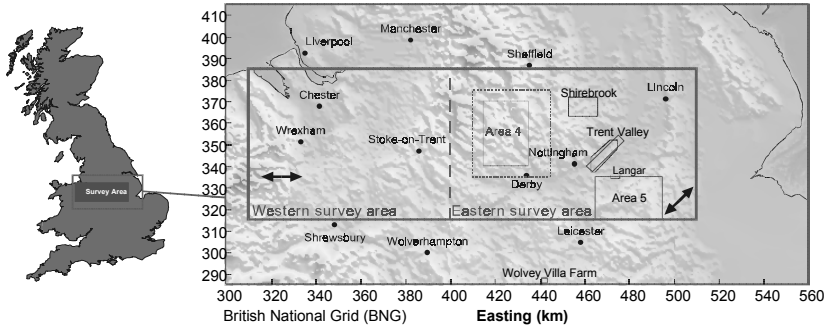 415
410
400
390
380
370
360
350
340
330
320
310
300
290
Manchester
Liverpool
Sheffield
Chester
Shirebrook
Lincoln
Wrexham
Stoke-on-Trent
Area 4
Trent Valley
Nottingham
Derby
Langar
Area 5
Survey Area
Western survey area
Eastern survey area
Shrewsbury
Wolverhampton
Leicester
Wolvey Villa Farm
300 320 340 360 380 400 420 440 460 480 500 520 540 560
British National Grid (BNG) Easting (km)